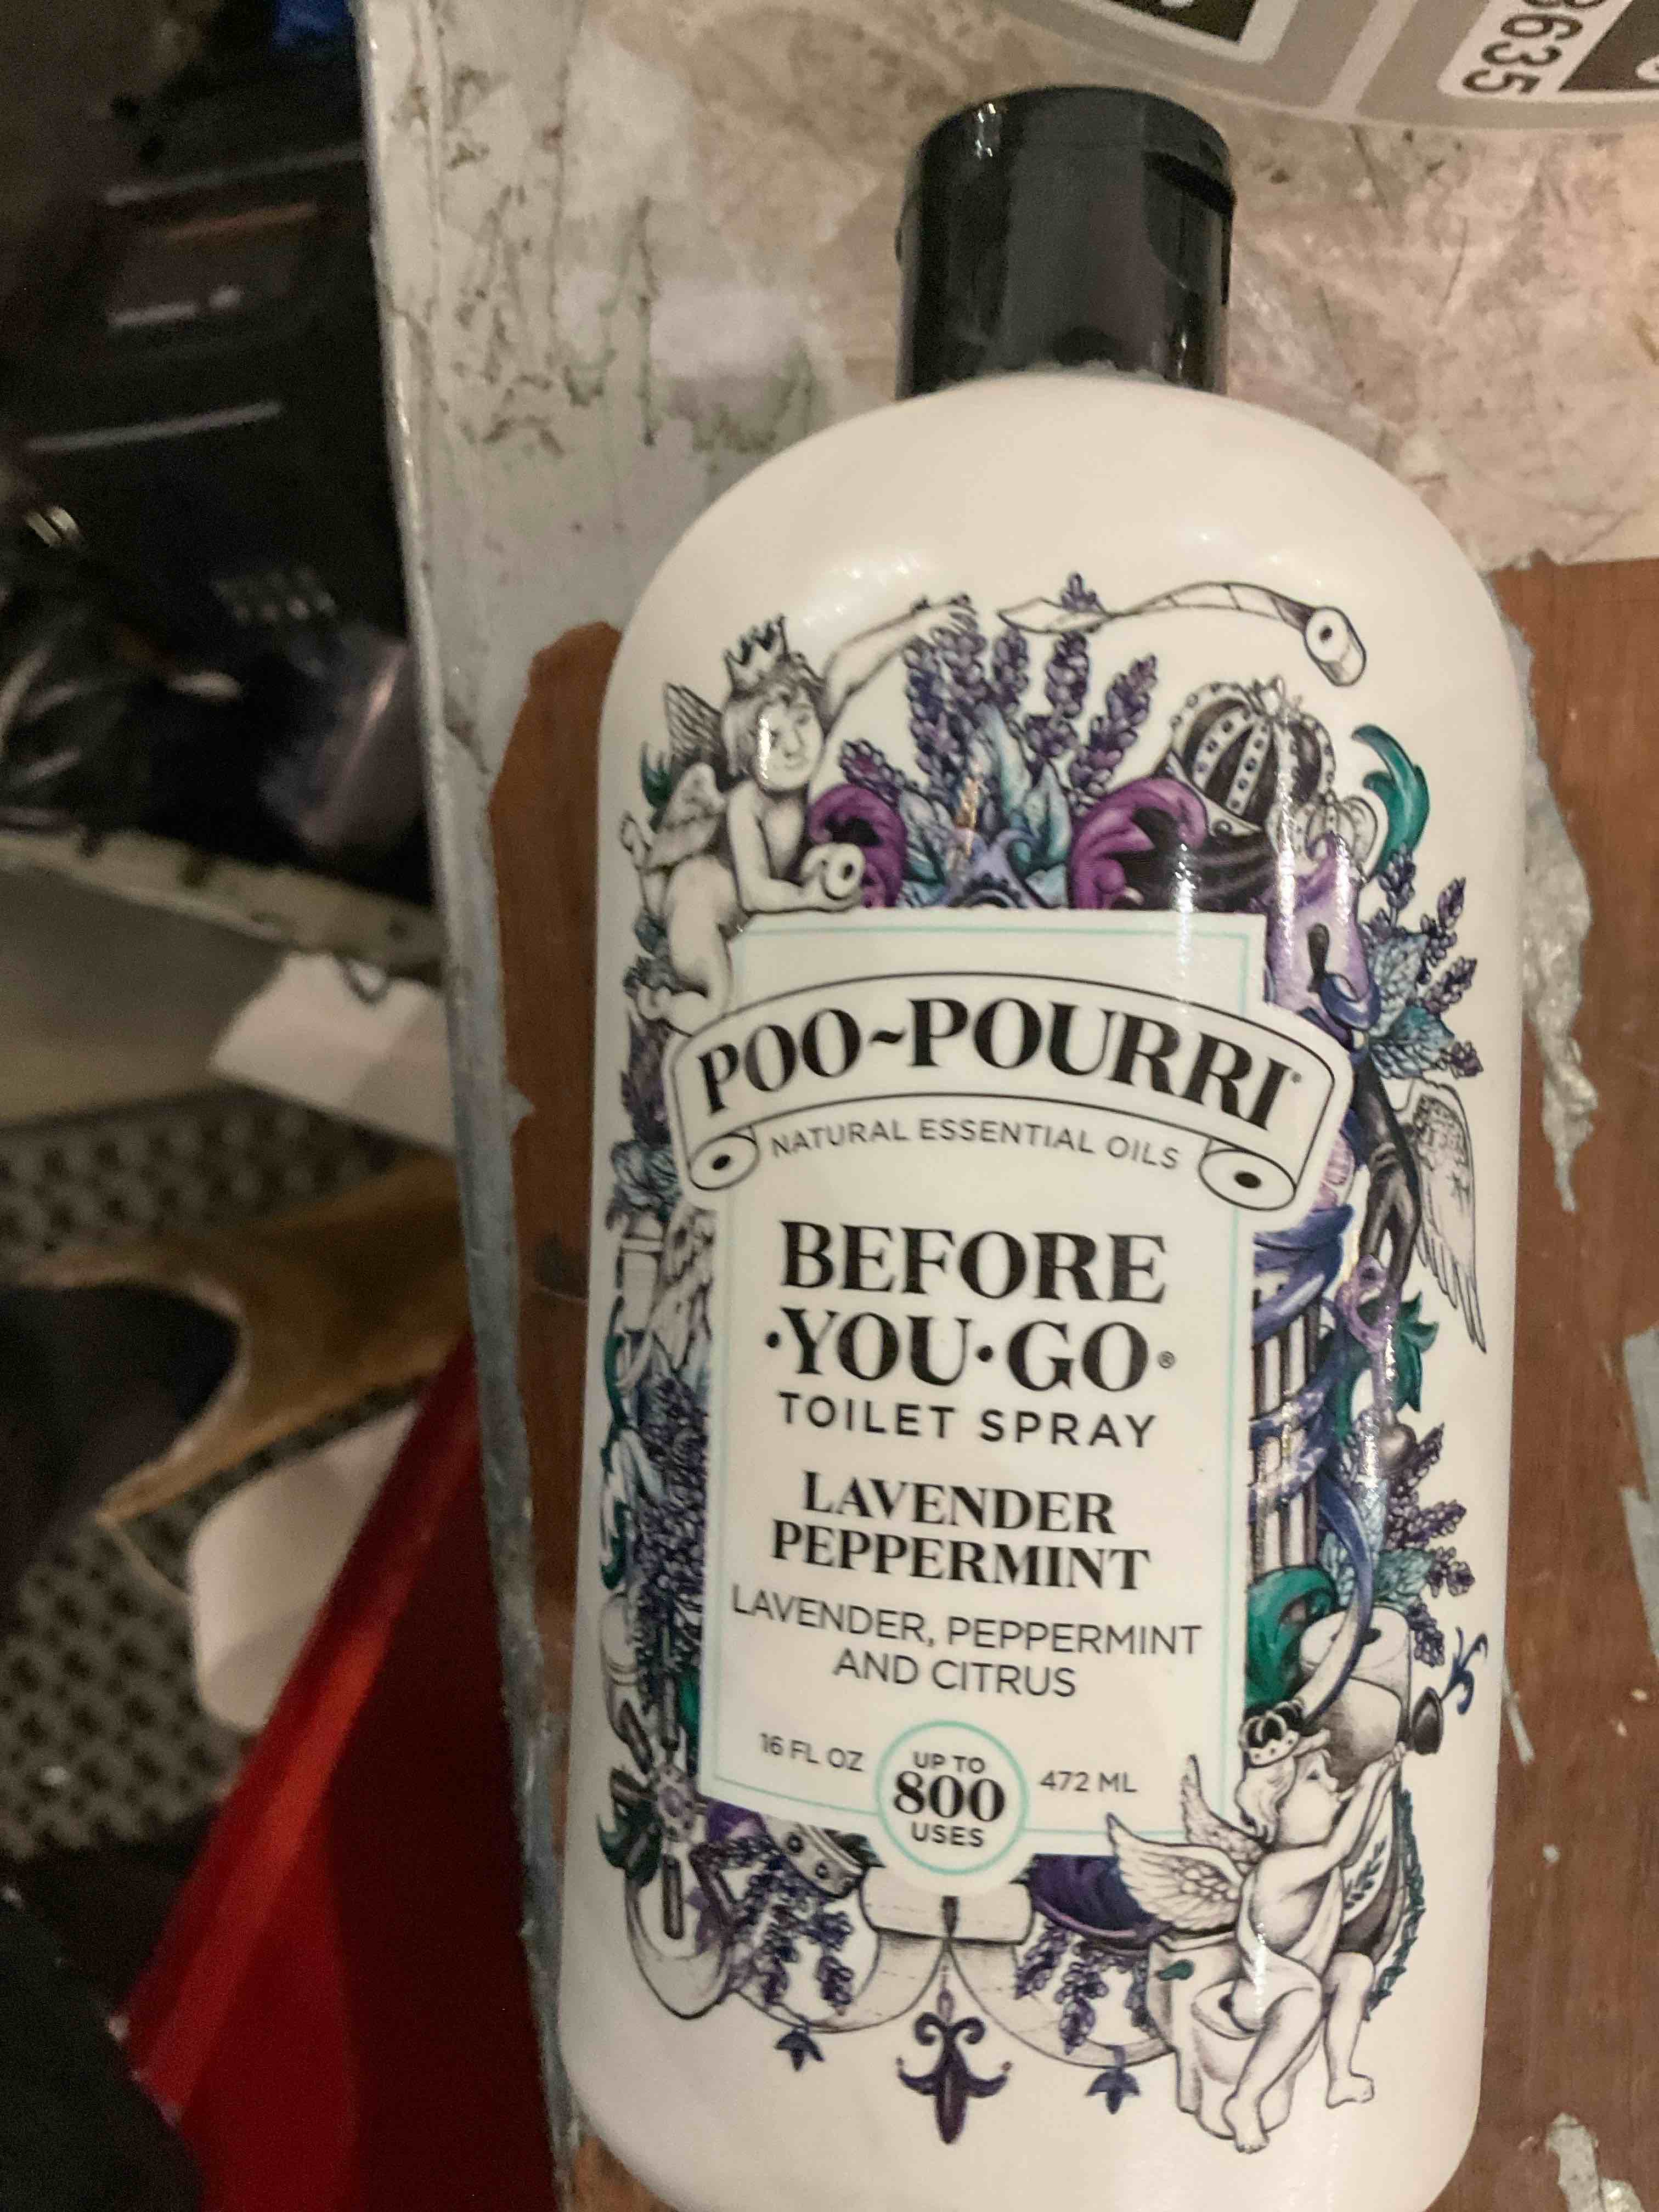 8635
POO~POURRI
NATURAL ESSENTIAL OILS
BEFORE
·YOU·GO·®
TOILET SPRAY
LAVENDER
PEPPERMINT
LAVENDER, PEPPERMINT
AND CITRUS
16 FL OZ
UP TO
800
USES
472 ML